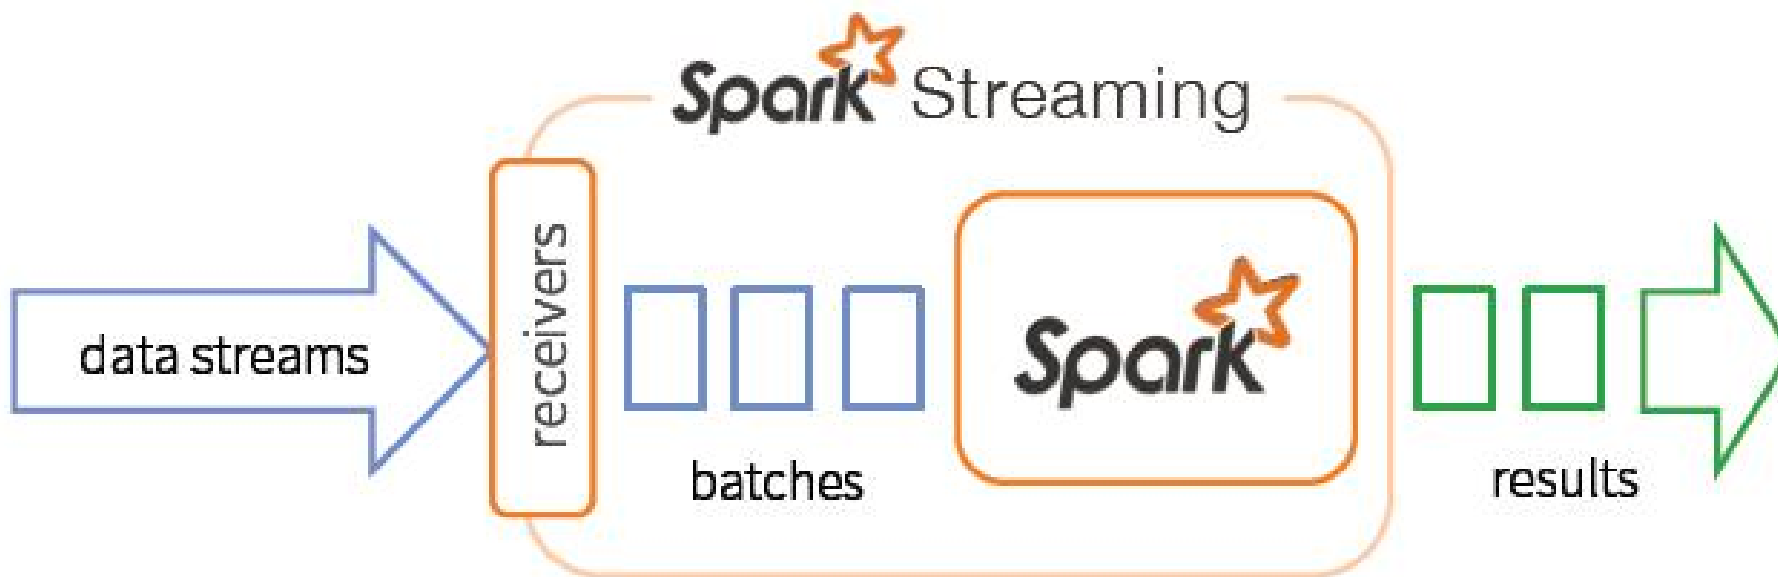 Spark Streaming
data streams
receivers
batches
Spark
results